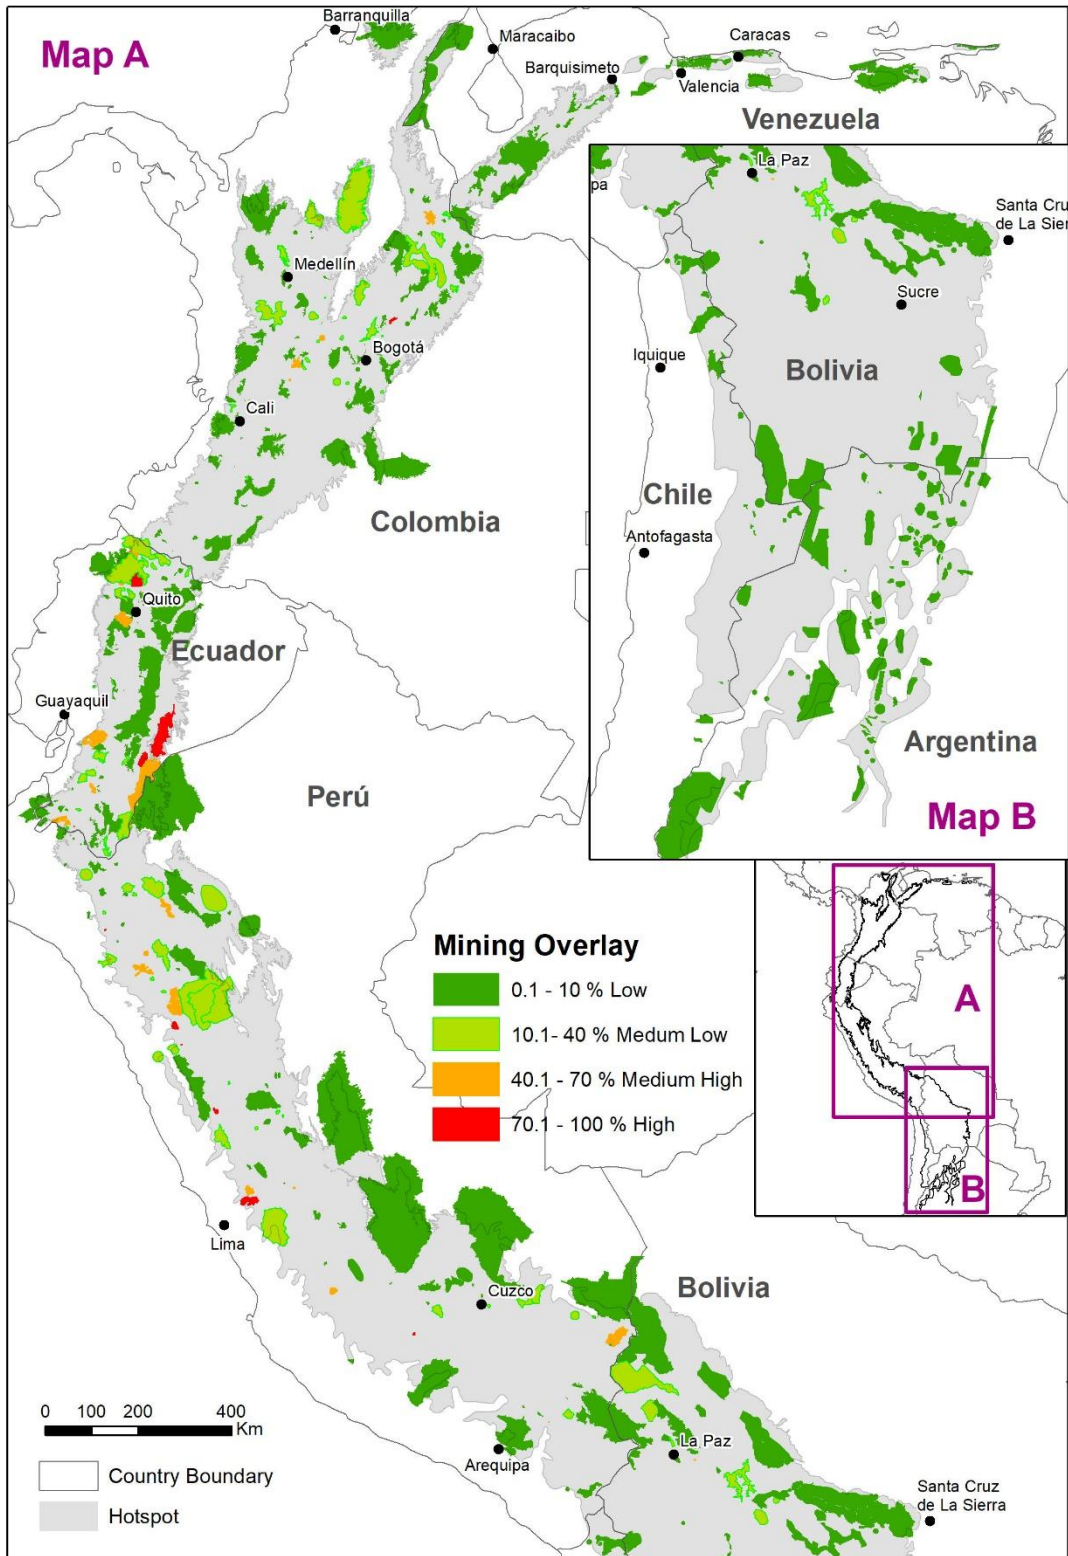 Map A
Barranquilla
Maracaibo
Caracas
Barquisimeto
Valencia
Venezuela
Medellín
Bogotá
Cali
Colombia
Quito
Ecuador
Guayaquil
Perú
pa
La Paz
Santa Cruz
de La Sierr
Sucre
Iquique
Bolivia
Chile
Antofagasta
Argentina
Map B
Mining Overlay
0.1 - 10 % Low
10.1- 40 % Medum Low
40.1 - 70 % Medium High
70.1 - 100 % High
A
B
Lima
Cuzco
Bolivia
0 100 200 400
Km
Country Boundary
Hotspot
Arequipa
La Paz
Santa Cruz
de La Sierra